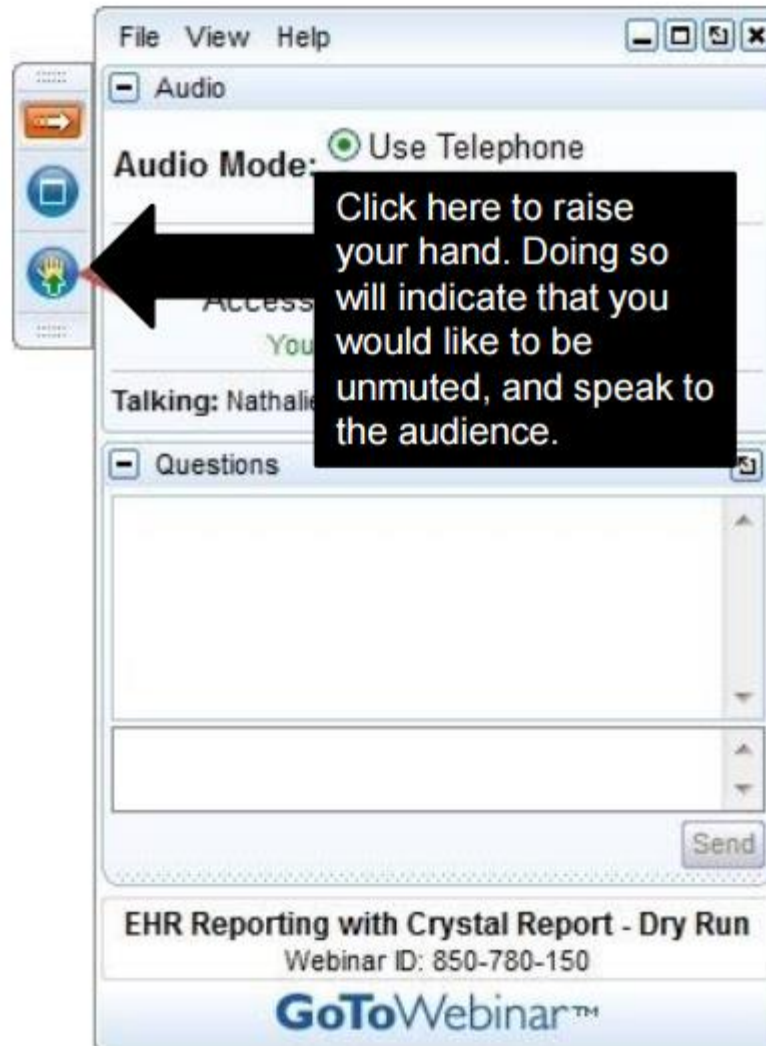 File View Help
Audio
Audio Mode: Use Telephone
Click here to raise
your hand. Doing so
will indicate that you
would like to be
unmuted, and speak to
the audience.
Access
You
Talking: Nathalie
Questions
Send
EHR Reporting with Crystal Report - Dry Run
Webinar ID: 850-780-150
GoToWebinar™